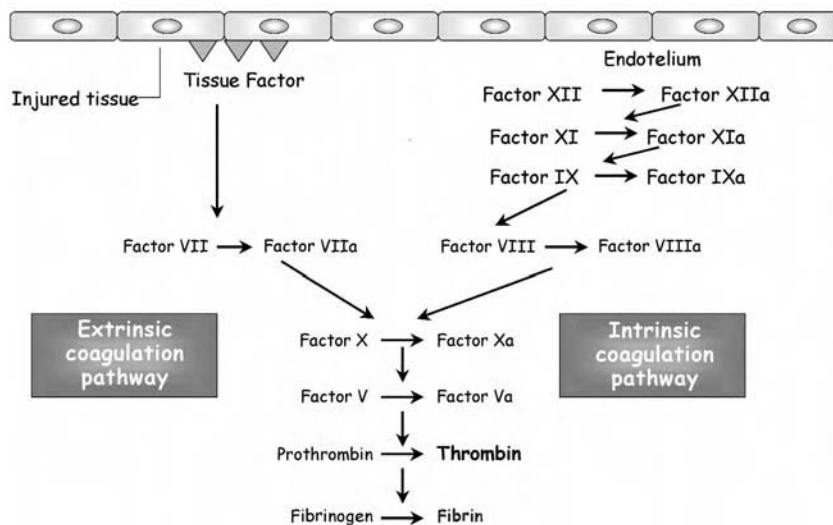 Endotelium
Tissue Factor
Injured tissue
Factor XII
Factor XIIa
Factor XI
Factor XIa
Factor IX
Factor IXa
Factor VII
Factor VIIa
Factor VIII
Factor VIIIa
Extrinsic
coagulation
pathway
Intrinsic
coagulation
pathway
Factor X
Factor Xa
Factor V
Factor Va
Prothrombin
Thrombin
Fibrinogen
Fibrin